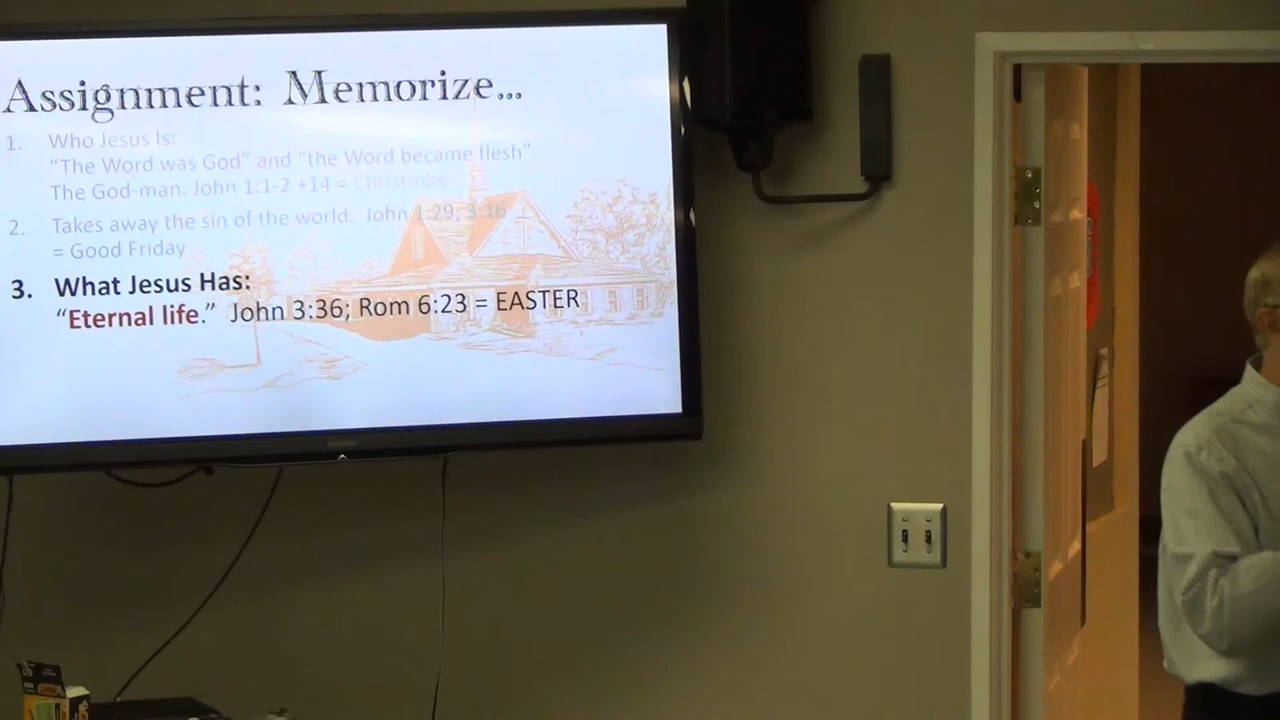 Assignment: Memorize...
1. Who Jesus Is:
"The Word was God" and "the Word became flesh"
The God-man. John 1:1-2 +14 = Christmas
2. Takes away the sin of the world. John 1:29; 3:16
= Good Friday
3. What Jesus Has:
"Eternal life." John 3:36; Rom 6:23 = EASTER